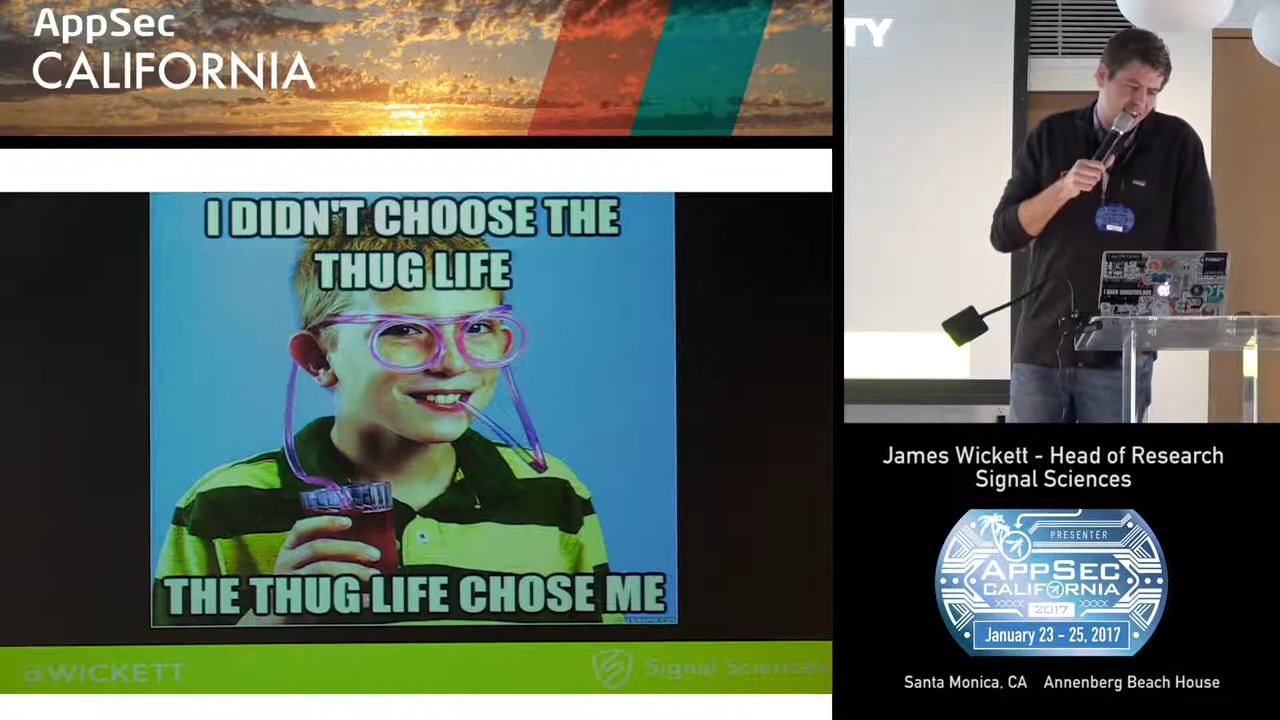 AppSec
CALIFORNIA
TY
I DIDN'T CHOOSE THE
THUG LIFE
THE THUG LIFE CHOSE ME
@WICKETT
Signal Sciences
James Wickett - Head of Research
Signal Sciences
PRESENTER
APPSEC
CALIFORNIA
2017
January 23 - 25, 2017
Santa Monica, CA Annenberg Beach House